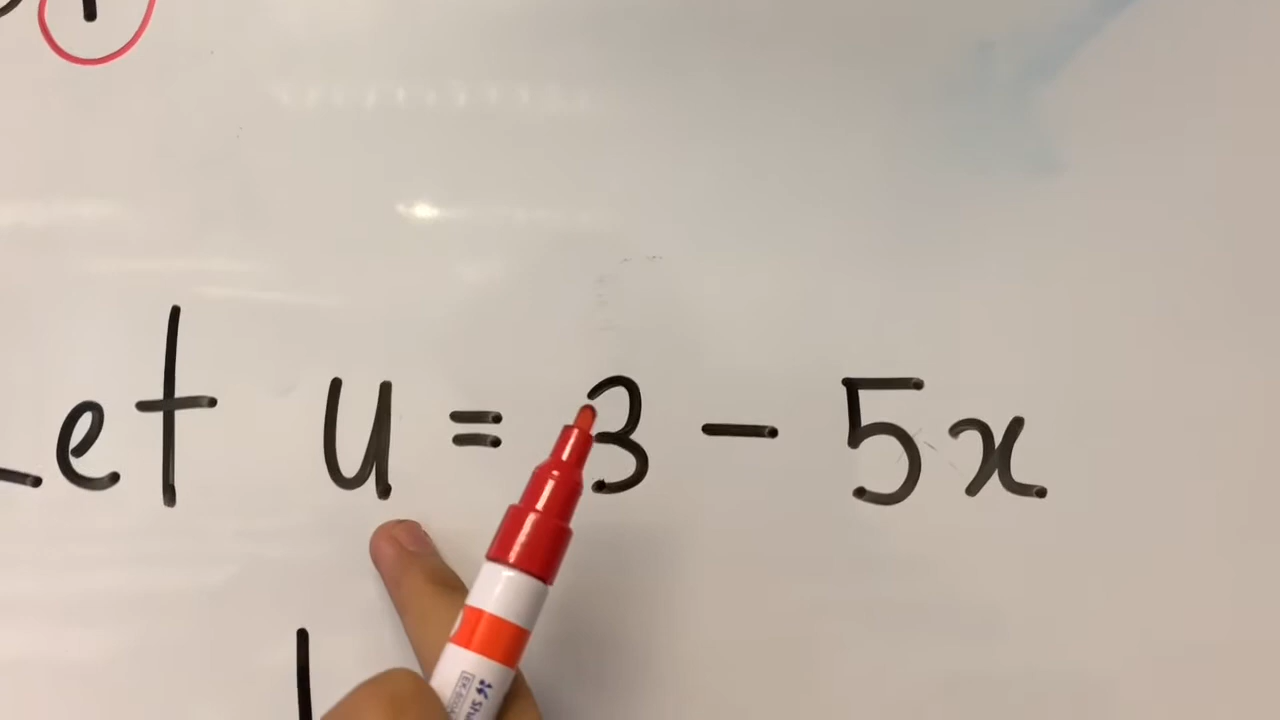 Let u = 3 - 5x